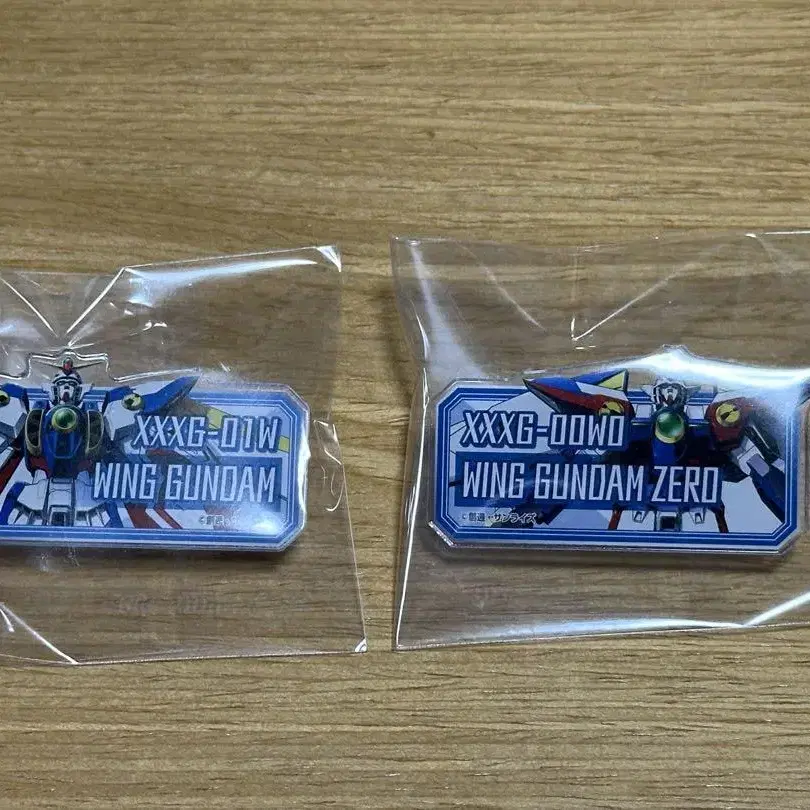 XXXG-01W
WING GUNDAM
XXXG-00W0
WING GUNDAM ZERO
©創通・サンライズ